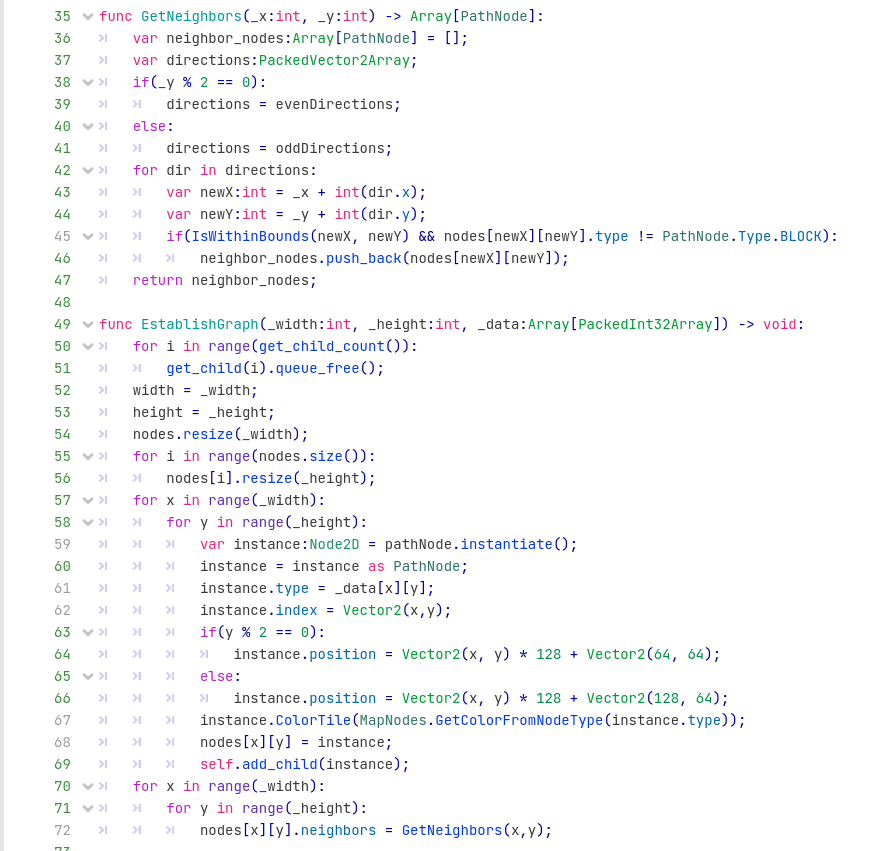 35 func GetNeighbors(_x:int, _y:int) -> Array[PathNode]:
36 var neighbor_nodes:Array[PathNode] = [];
37 var directions:PackedVector2Array;
38 if(_y % 2 == 0):
39 directions = evenDirections;
40 else:
41 directions = oddDirections;
42 for dir in directions:
43 var newX:int = _x + int(dir.x);
44 var newY:int = _y + int(dir.y);
45 if(IsWithinBounds(newX, newY) && nodes[newX][newY].type != PathNode.Type.BLOCK):
46 neighbor_nodes.push_back(nodes[newX][newY]);
47 return neighbor_nodes;
48
49 func EstablishGraph(_width:int, _height:int, _data:Array[PackedInt32Array]) -> void:
50 for i in range(get_child_count()):
51 get_child(i).queue_free();
52 width = _width;
53 height = _height;
54 nodes.resize(_width);
55 for i in range(nodes.size()):
56 nodes[i].resize(_height);
57 for x in range(_width):
58 for y in range(_height):
59 var instance:Node2D = pathNode.instantiate();
60 instance = instance as PathNode;
61 instance.type = _data[x][y];
62 instance.index = Vector2(x,y);
63 if(y % 2 == 0):
64 instance.position = Vector2(x, y) * 128 + Vector2(64, 64);
65 else:
66 instance.position = Vector2(x, y) * 128 + Vector2(128, 64);
67 instance.ColorTile(MapNodes.GetColorFromNodeType(instance.type));
68 nodes[x][y] = instance;
69 self.add_child(instance);
70 for x in range(_width):
71 for y in range(_height):
72 nodes[x][y].neighbors = GetNeighbors(x,y);